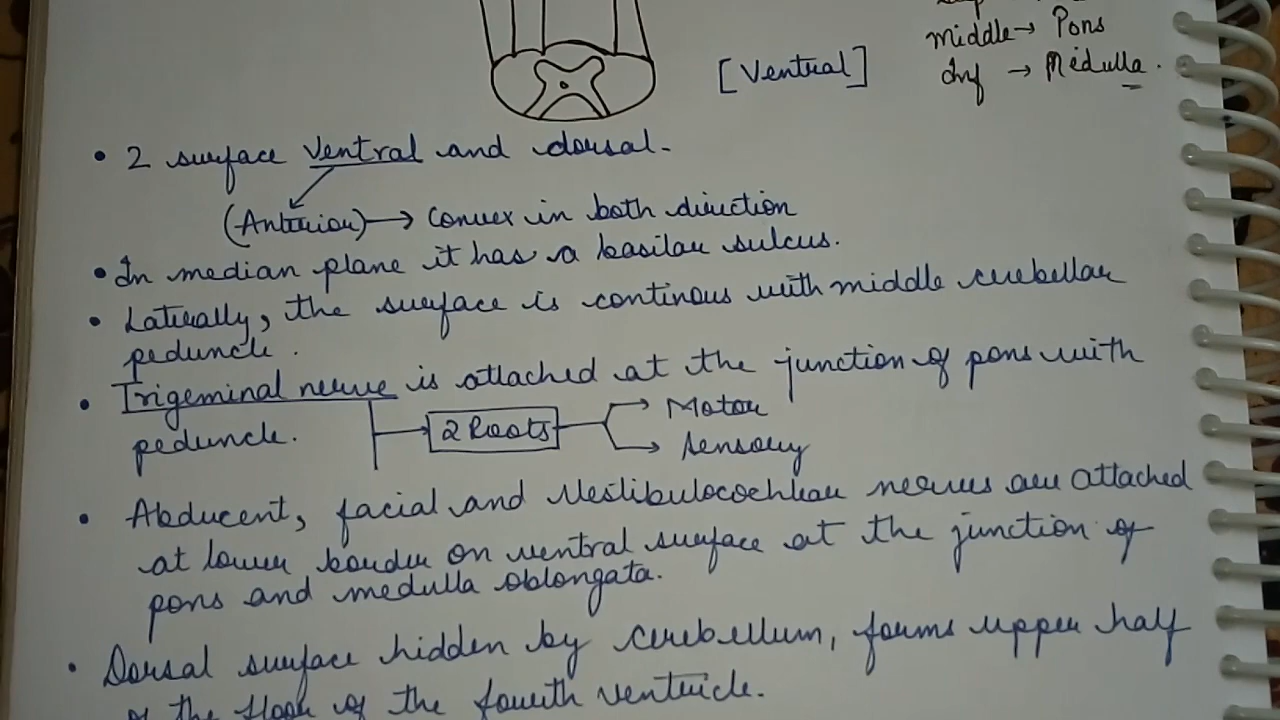 middle → Pons
[Ventral]
Inf → Medulla.
• 2 surface ventral and dorsal.
(Anterior) → Convex in both direction
• In median plane it has a basilar sulcus.
• Laterally, the surface is continous with middle cerebellar
peduncle.
• Trigeminal nerve is attached at the junction of pons with
peduncle.
2 Roots
→ Motor
→ Sensory
• Abducent, facial and Vestibulocochlear nerves are attached
at lower border on ventral surface at the junction of
pons and medulla oblongata.
• Dorsal surface hidden by cerebellum, forms upper half
of the floor of the fourth ventricle.